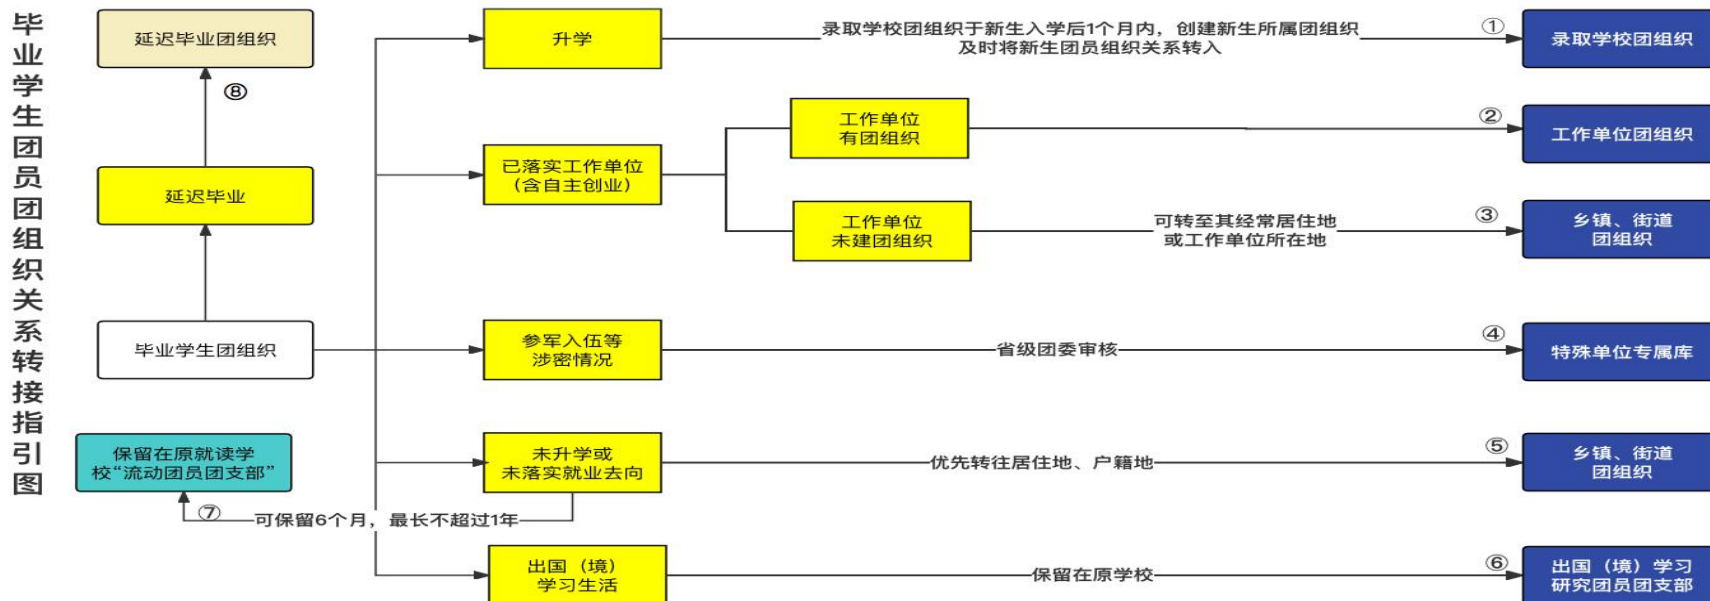 毕业学生团员团组织关系转接指引图
延迟毕业团组织
⑧
延迟毕业
毕业学生团组织
保留在原就读学
校“流动团员团支部”
⑦
可保留6个月，最长不超过1年
升学
录取学校团组织于新生入学后1个月内，创建新生所属团组织
及时将新生团员组织关系转入
①
录取学校团组织
已落实工作单位
（含自主创业）
工作单位
有团组织
②
工作单位团组织
工作单位
未建团组织
可转至其经常居住地
或工作单位所在地
③
乡镇、街道
团组织
参军入伍等
涉密情况
省级团委审核
④
特殊单位专属库
未升学或
未落实就业去向
优先转往居住地、户籍地
⑤
乡镇、街道
团组织
出国（境）
学习生活
保留在原学校
⑥
出国（境）学习
研究团员团支部